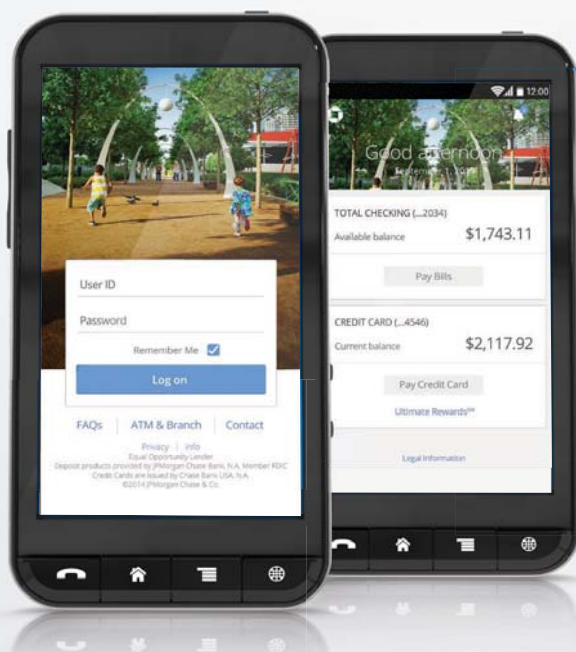 User ID
Password
Remember Me
Log on
FAQs ATM & Branch Contact
Privacy Info
Equal Opportunity Lender
Deposit products provided by JPMorgan Chase Bank, N.A. Member FDIC
Credit Cards are issued by Chase Bank USA, N.A.
©2014 JPMorgan Chase & Co.
12:00
Good afternoon
September 1,
TOTAL CHECKING (...2034)
Available balance $1,743.11
Pay Bills
CREDIT CARD (...4546)
Current balance $2,117.92
Pay Credit Card
Ultimate Rewards℠
Legal Information